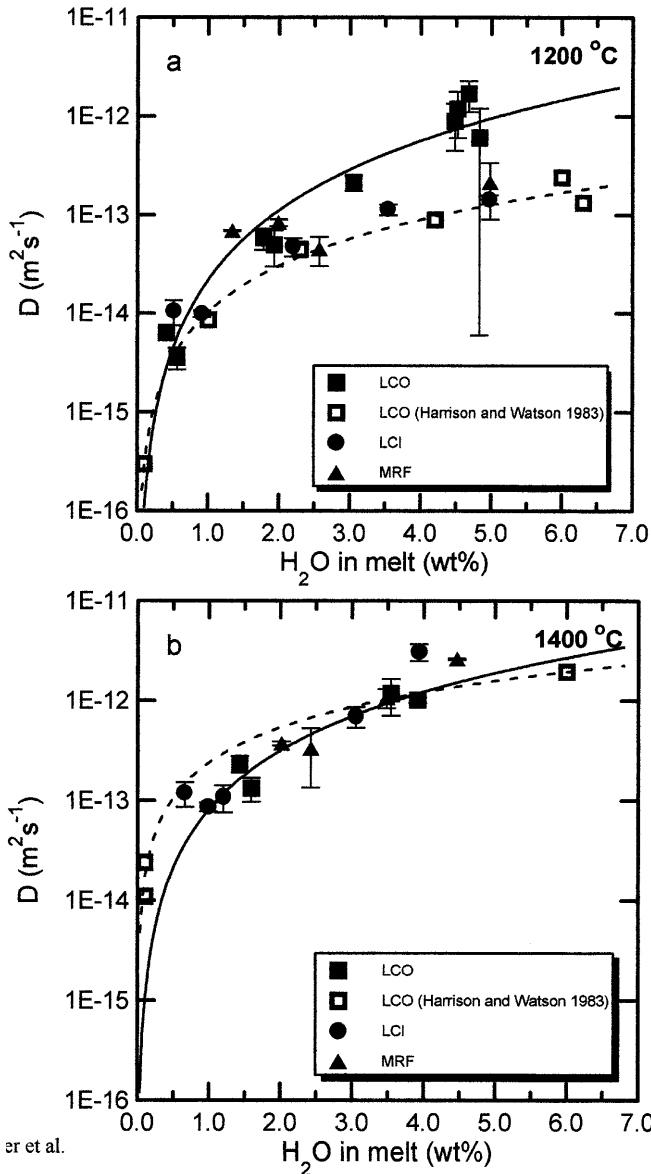 a
1200 °C
1E-11
1E-12
1E-13
1E-14
1E-15
1E-16
D (m²s⁻¹)
LCO
LCO (Harrison and Watson 1983)
LCI
MRF
0.0 1.0 2.0 3.0 4.0 5.0 6.0 7.0
H₂O in melt (wt%)
b
1400 °C
1E-11
1E-12
1E-13
1E-14
1E-15
1E-16
D (m²s⁻¹)
LCO
LCO (Harrison and Watson 1983)
LCI
MRF
0.0 1.0 2.0 3.0 4.0 5.0 6.0 7.0
H₂O in melt (wt%)
er et al.